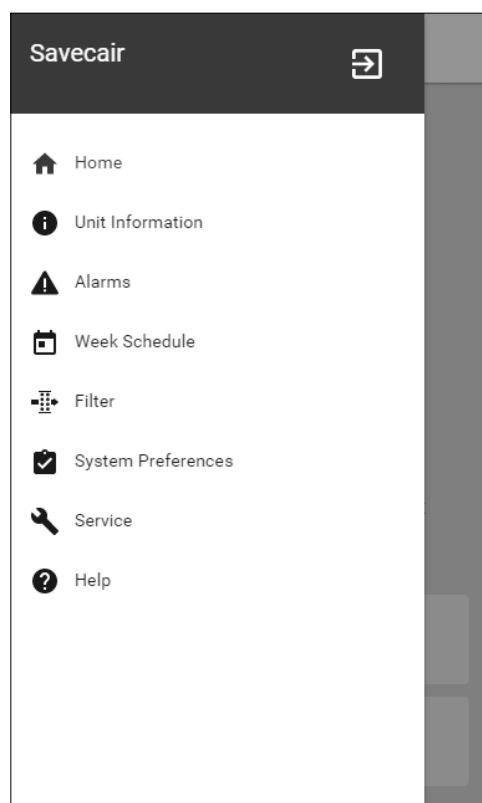 Savecair
Home
Unit Information
Alarms
Week Schedule
Filter
System Preferences
Service
Help